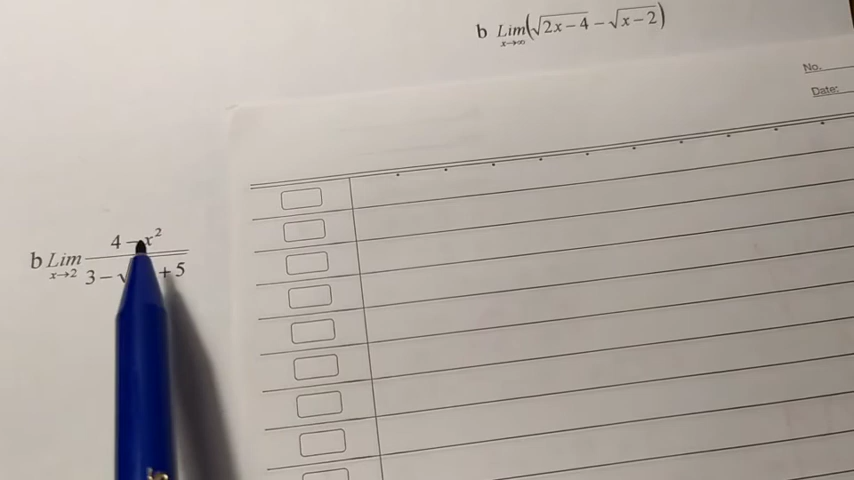 b Lim(√2x−4 − √x−2)
x→∞
No.
Date:
4 − x²
b Lim
x→2
3 − √ + 5